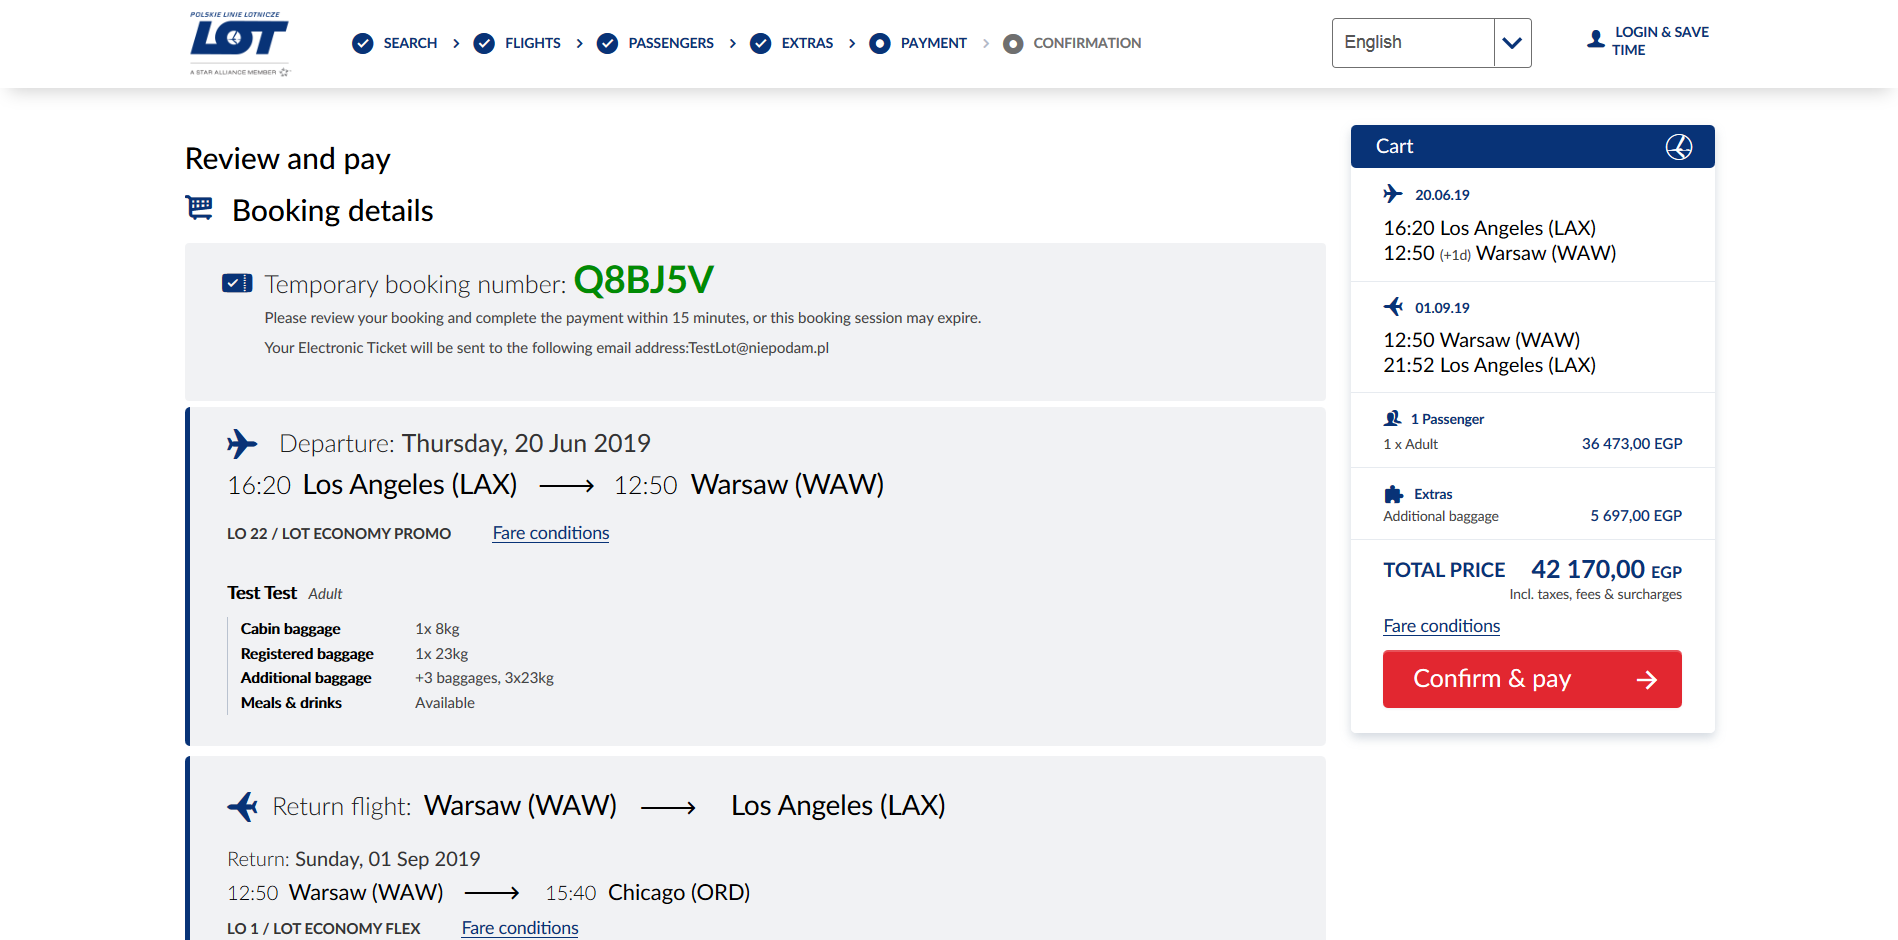 POLSKIE LINIE LOTNICZE
LOT
A STAR ALLIANCE MEMBER
SEARCH > FLIGHTS > PASSENGERS > EXTRAS > PAYMENT > CONFIRMATION
English
LOGIN & SAVE TIME
Review and pay
Booking details
Temporary booking number: Q8BJ5V
Please review your booking and complete the payment within 15 minutes, or this booking session may expire.
Your Electronic Ticket will be sent to the following email address:TestLot@niepodam.pl
Departure: Thursday, 20 Jun 2019
16:20 Los Angeles (LAX) ⟶ 12:50 Warsaw (WAW)
LO 22 / LOT ECONOMY PROMO Fare conditions
Test Test Adult
Cabin baggage 1x 8kg
Registered baggage 1x 23kg
Additional baggage +3 baggages, 3x23kg
Meals & drinks Available
Return flight: Warsaw (WAW) ⟶ Los Angeles (LAX)
Return: Sunday, 01 Sep 2019
12:50 Warsaw (WAW) ⟶ 15:40 Chicago (ORD)
LO 1 / LOT ECONOMY FLEX Fare conditions
Cart
20.06.19
16:20 Los Angeles (LAX)
12:50 (+1d) Warsaw (WAW)
01.09.19
12:50 Warsaw (WAW)
21:52 Los Angeles (LAX)
1 Passenger
1 x Adult 36 473,00 EGP
Extras
Additional baggage 5 697,00 EGP
TOTAL PRICE 42 170,00 EGP
Incl. taxes, fees & surcharges
Fare conditions
Confirm & pay →